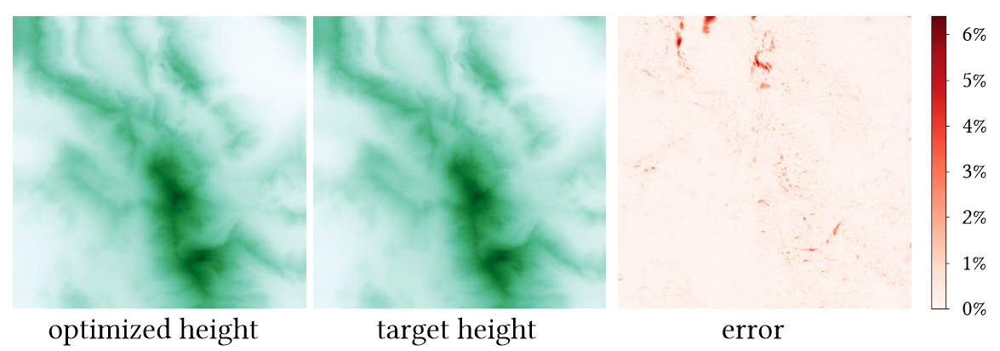 6%
5%
4%
3%
2%
1%
0%
optimized height
target height
error